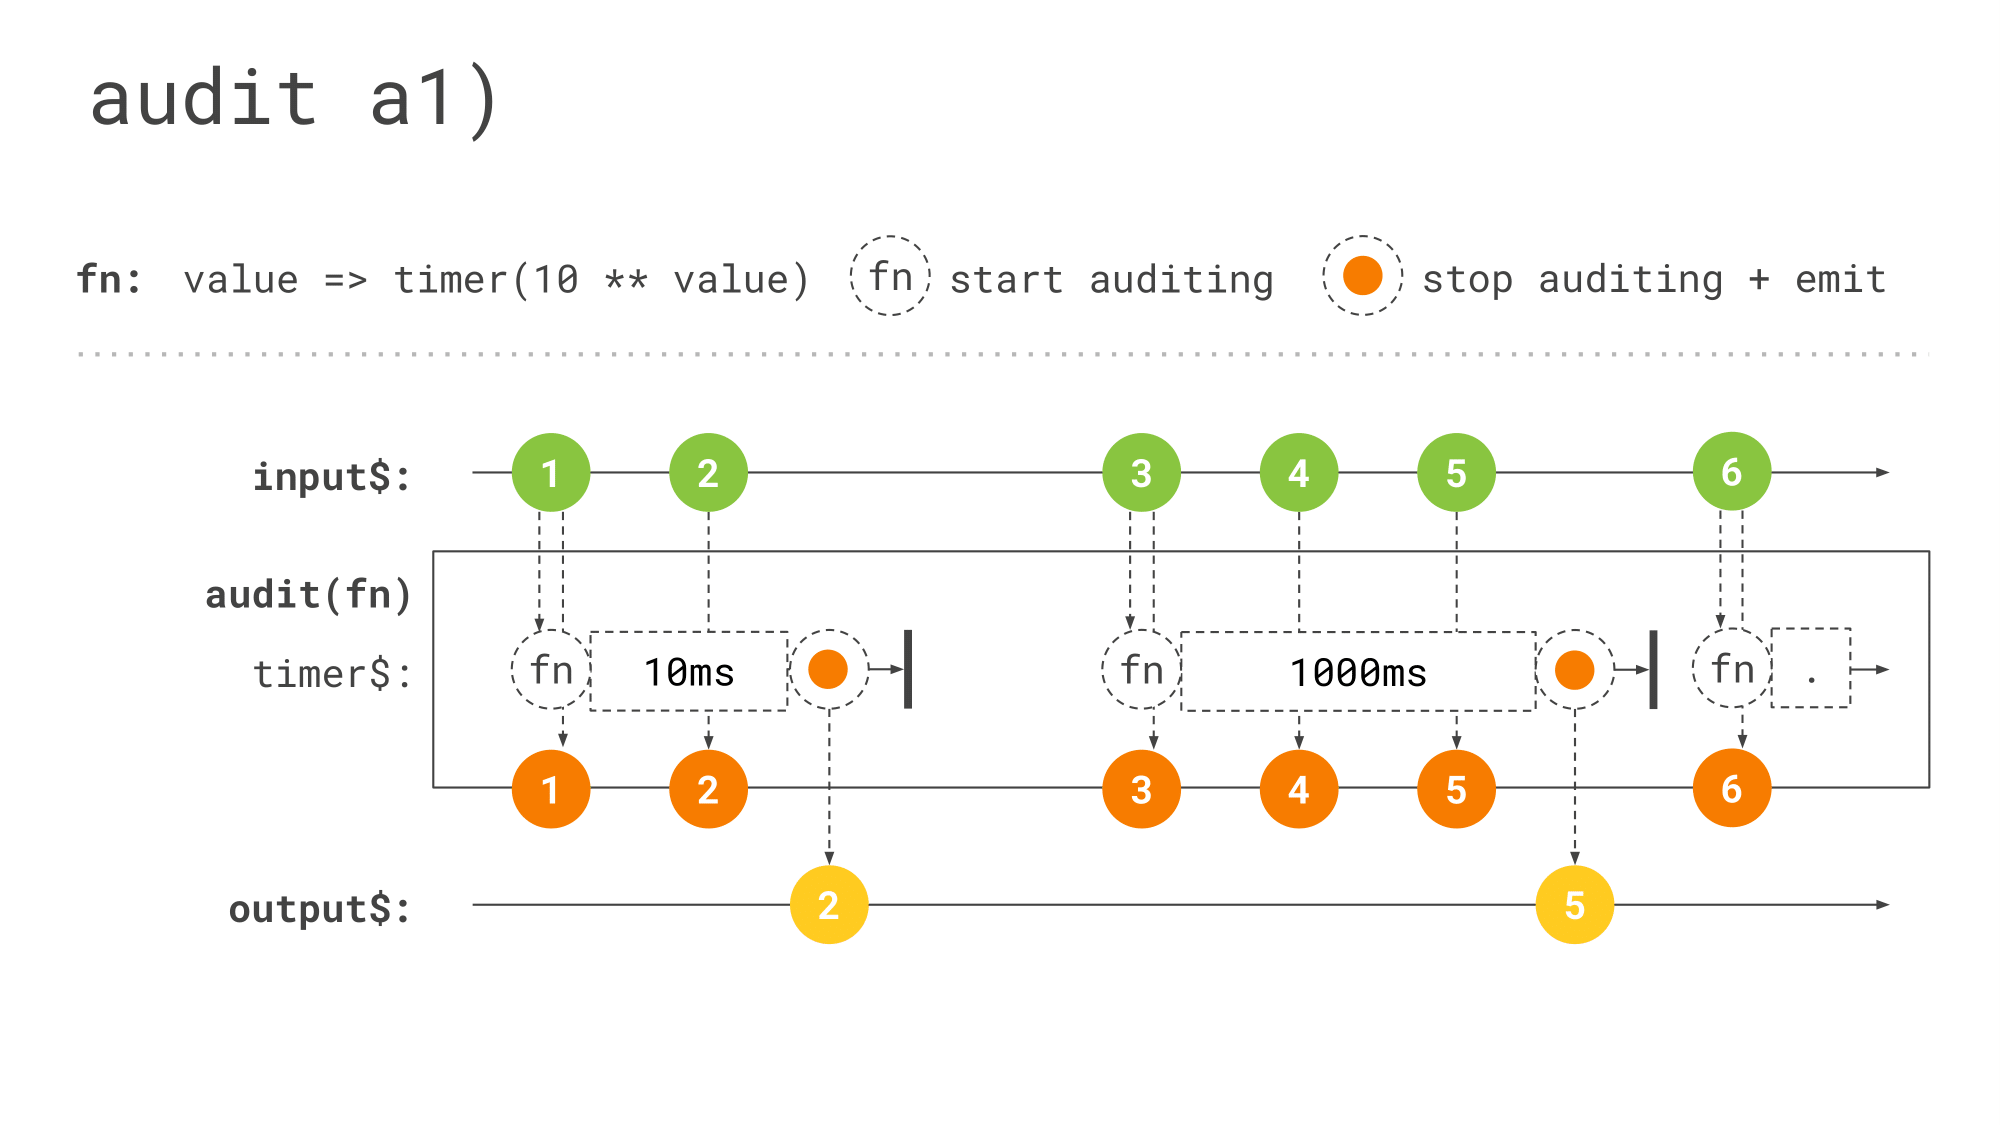 audit a1)
fn: value => timer(10 ** value) fn start auditing stop auditing + emit
input$: 1 2 3 4 5 6
audit(fn)
timer$: fn 10ms fn 1000ms fn .
1 2 3 4 5 6
output$: 2 5